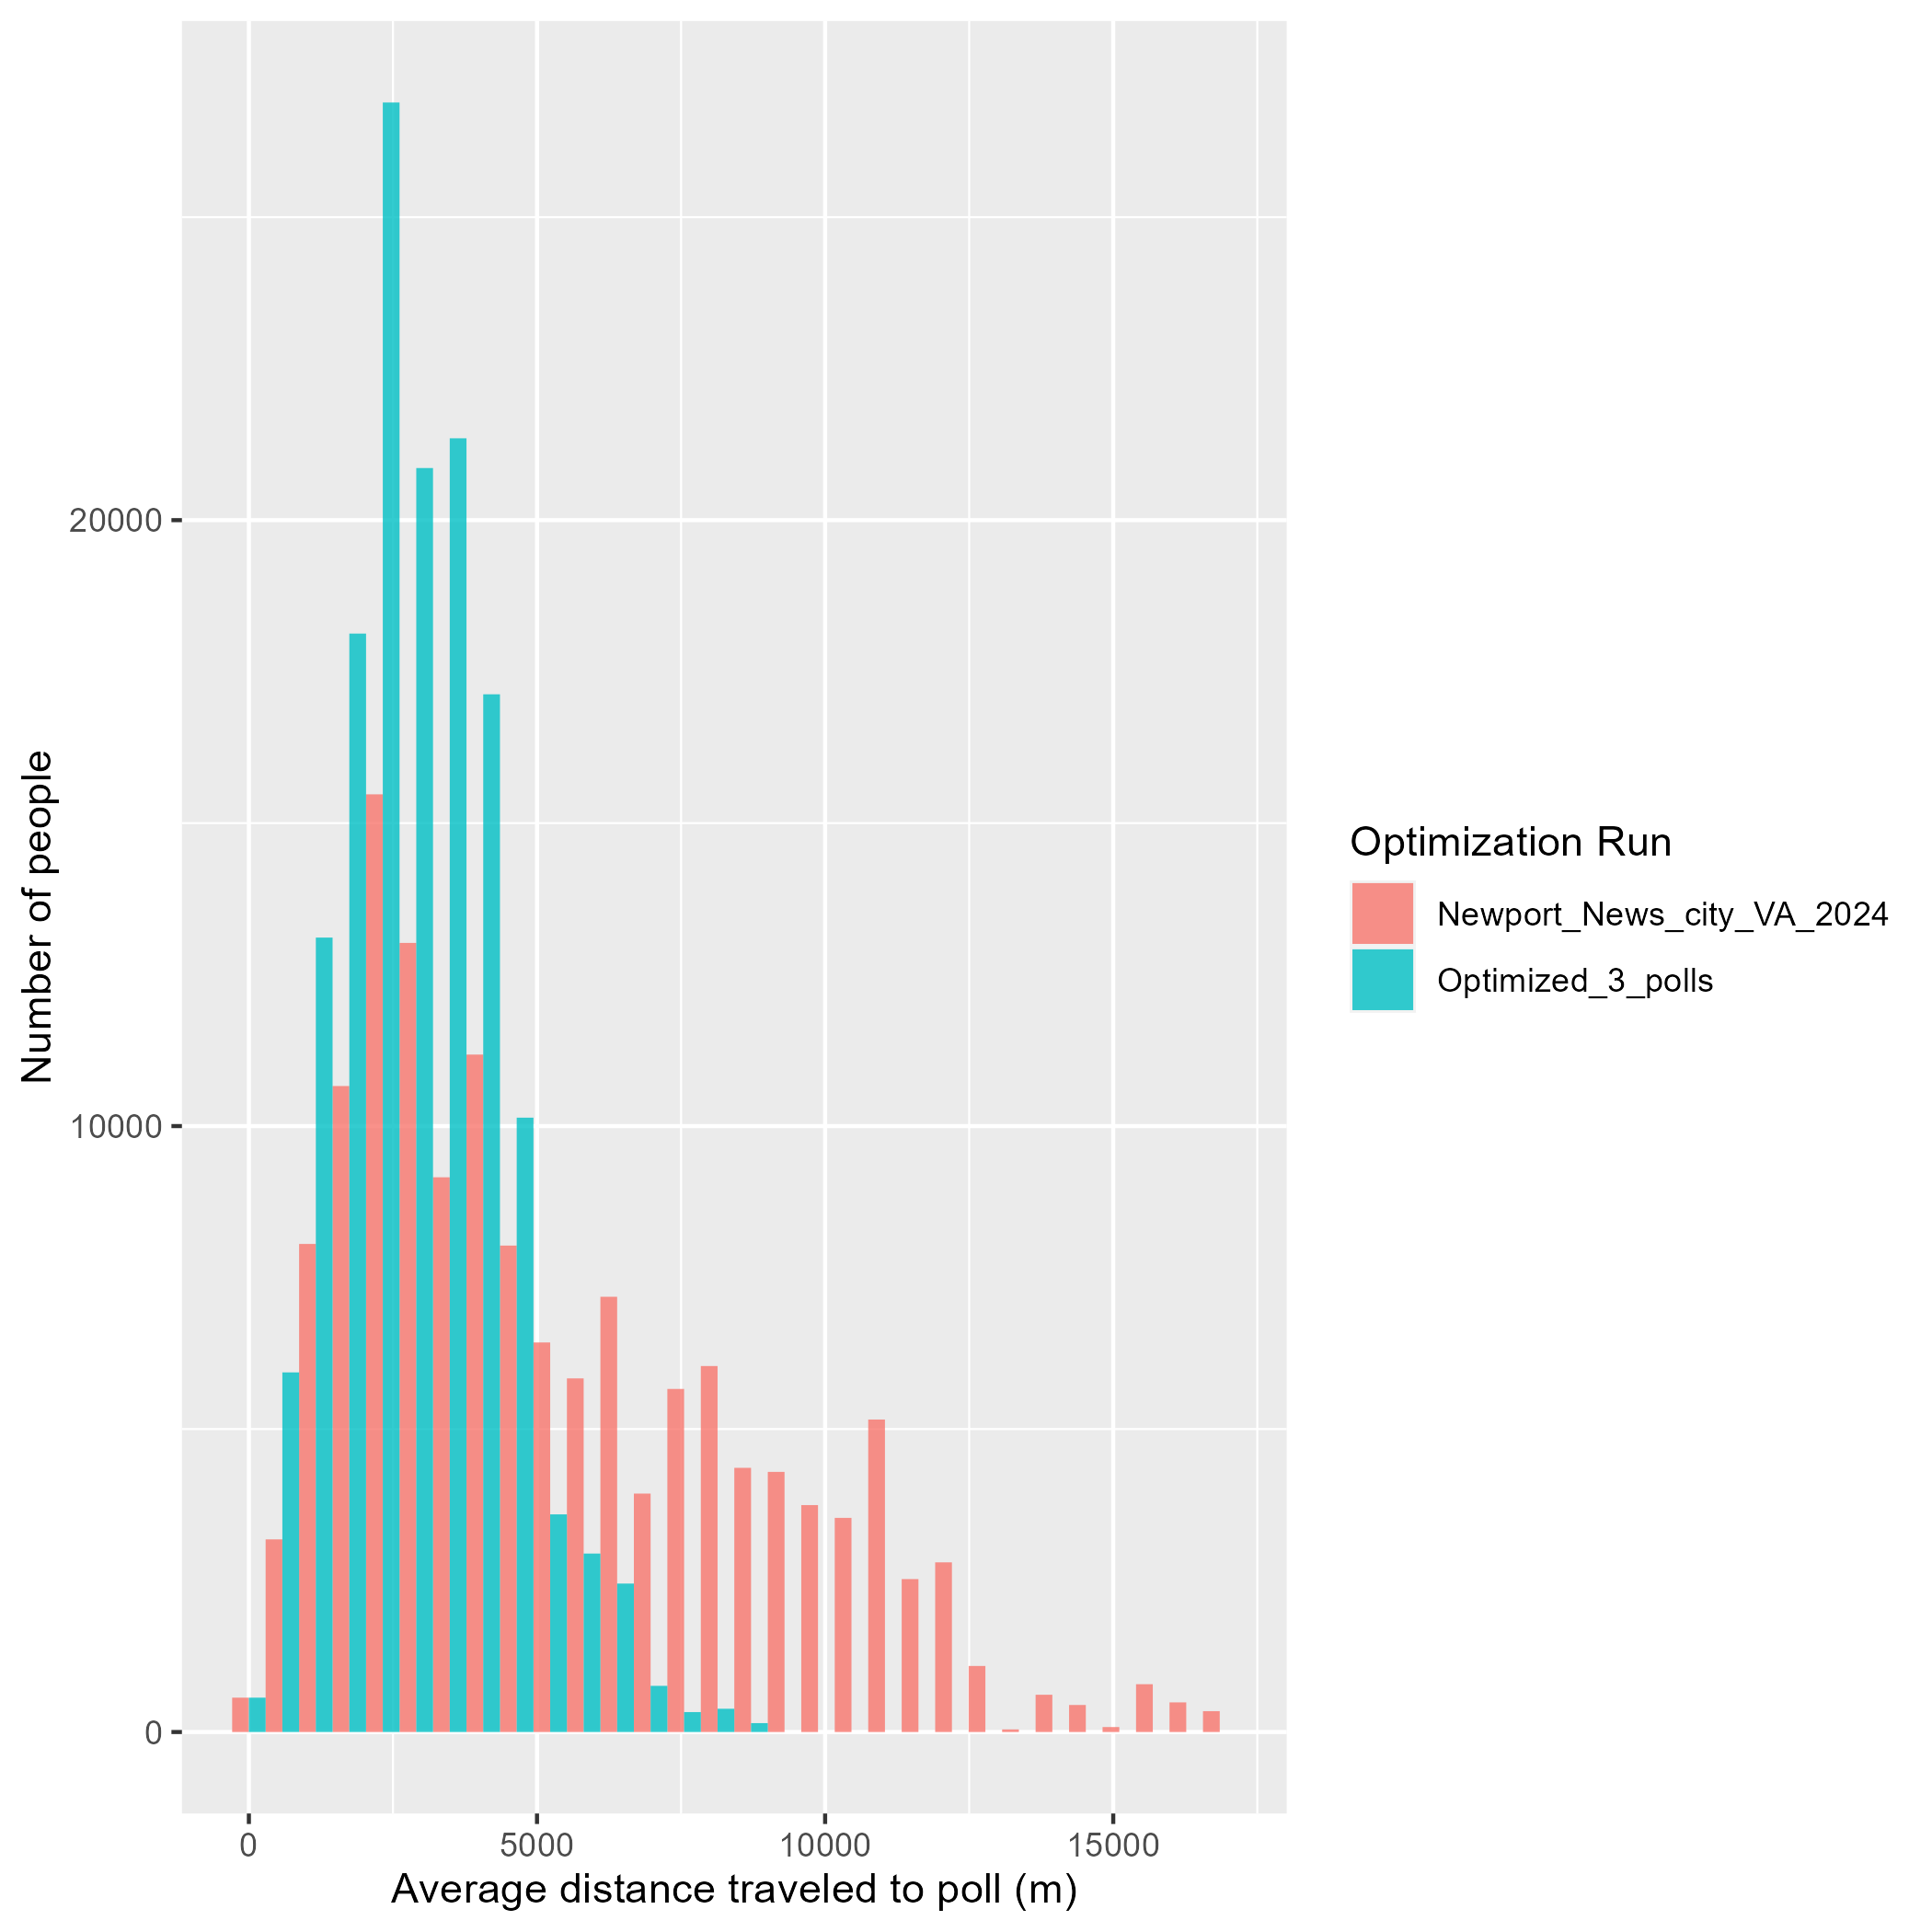 Number of people
20000
10000
0
0 5000 10000 15000
Average distance traveled to poll (m)
Optimization Run
Newport_News_city_VA_2024
Optimized_3_polls